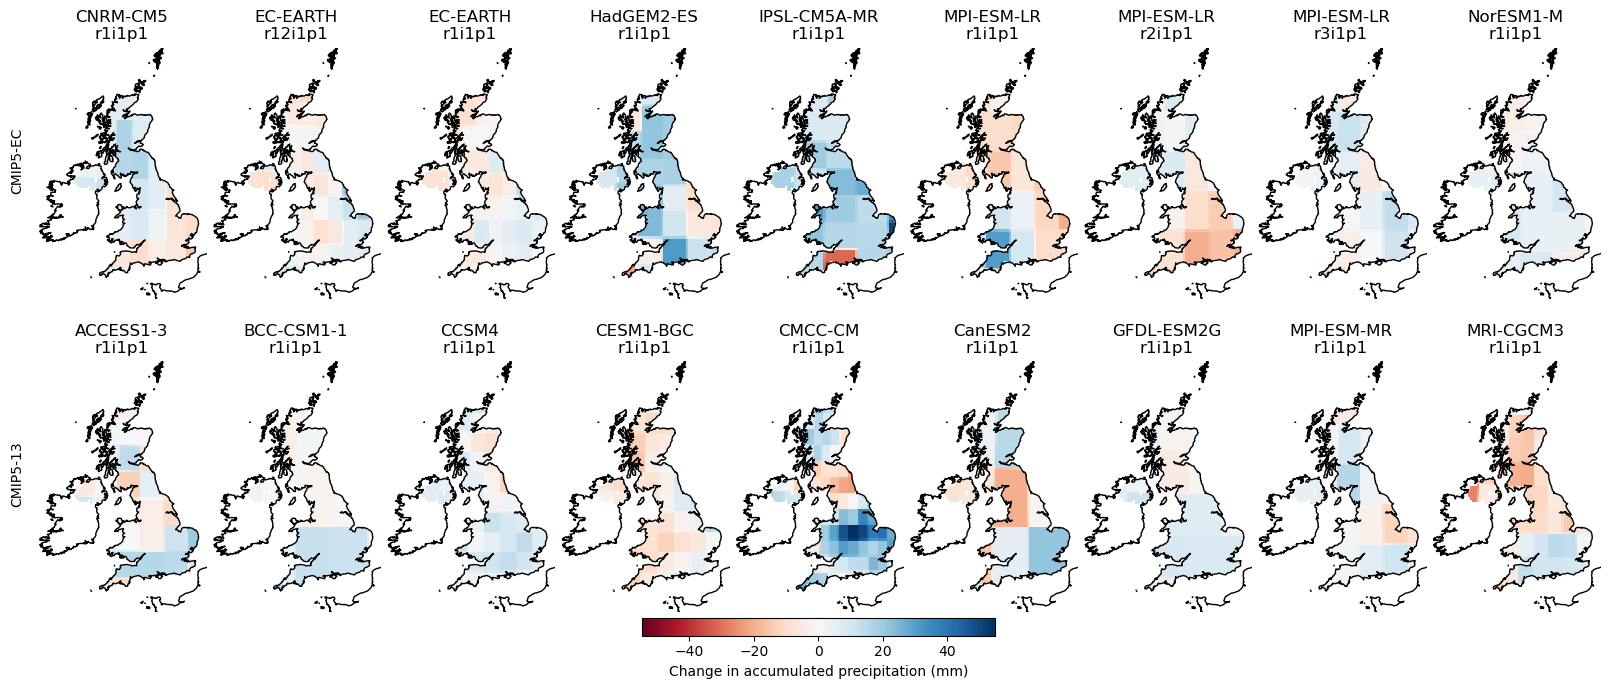 CNRM-CM5 EC-EARTH EC-EARTH HadGEM2-ES IPSL-CM5A-MR MPI-ESM-LR MPI-ESM-LR MPI-ESM-LR NorESM1-M
r1i1p1 r12i1p1 r1i1p1 r1i1p1 r1i1p1 r1i1p1 r2i1p1 r3i1p1 r1i1p1
CMIP5-EC
ACCESS1-3 BCC-CSM1-1 CCSM4 CESM1-BGC CMCC-CM CanESM2 GFDL-ESM2G MPI-ESM-MR MRI-CGCM3
r1i1p1 r1i1p1 r1i1p1 r1i1p1 r1i1p1 r1i1p1 r1i1p1 r1i1p1 r1i1p1
CMIP5-13
−40 −20 0 20 40
Change in accumulated precipitation (mm)